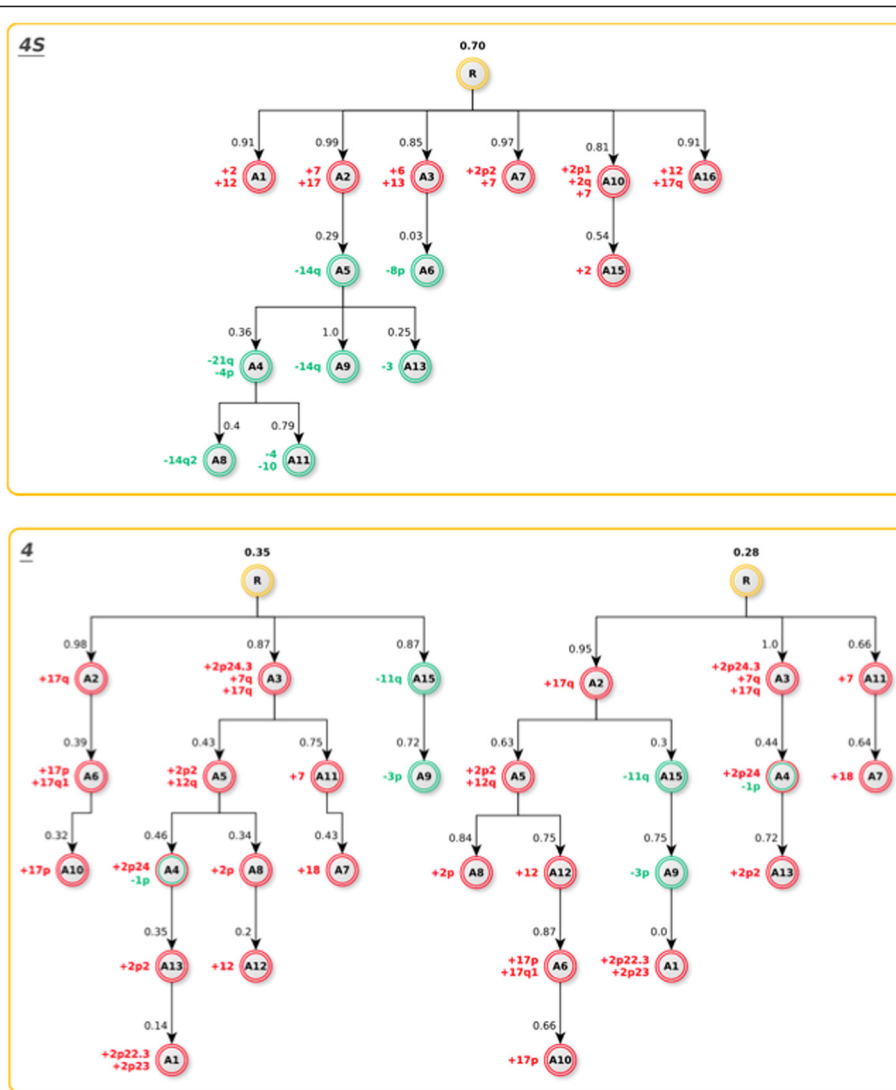 4S
0.70
R
0.91
0.99
0.85
0.97
0.81
0.91
+2
+12
A1
+7
+17
A2
+6
+13
A3
+2p2
+7
A7
+2p1
+2q
+7
A10
+12
+17q
A16
0.29
0.03
0.54
-14q
A5
-8p
A6
+2
A15
0.36
1.0
0.25
-21q
-4p
A4
-14q
A9
-3
A13
0.4
0.79
-14q2
A8
-4
-10
A11
4
0.35
0.28
R
R
0.98
0.87
0.87
0.95
1.0
0.66
+17q
A2
+2p24.3
+7q
+17q
A3
-11q
A15
+17q
A2
+2p24.3
+7q
+17q
A3
+7
A11
0.39
0.43
0.75
0.72
0.63
0.3
0.44
0.64
+17p
+17q1
A6
+2p2
+12q
A5
+7
A11
-3p
A9
+2p2
+12q
A5
-11q
A15
+2p24
-1p
A4
+18
A7
0.32
0.46
0.34
0.43
0.84
0.75
0.75
0.72
+17p
A10
+2p24
-1p
A4
+2p
A8
+18
A7
+2p
A8
+12
A12
-3p
A9
+2p2
A13
0.35
0.2
0.87
0.0
+2p2
A13
+12
A12
+17p
+17q1
A6
+2p22.3
+2p23
A1
0.14
0.66
+2p22.3
+2p23
A1
+17p
A10